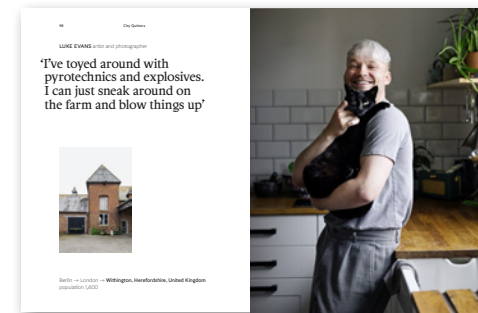 City Quitters
LUKE EVANS artist and photographer
‘I’ve toyed around with
pyrotechnics and explosives.
I can just sneak around on
the farm and blow things up’
Berlin → London → Withington, Herefordshire, United Kingdom
population 1,600